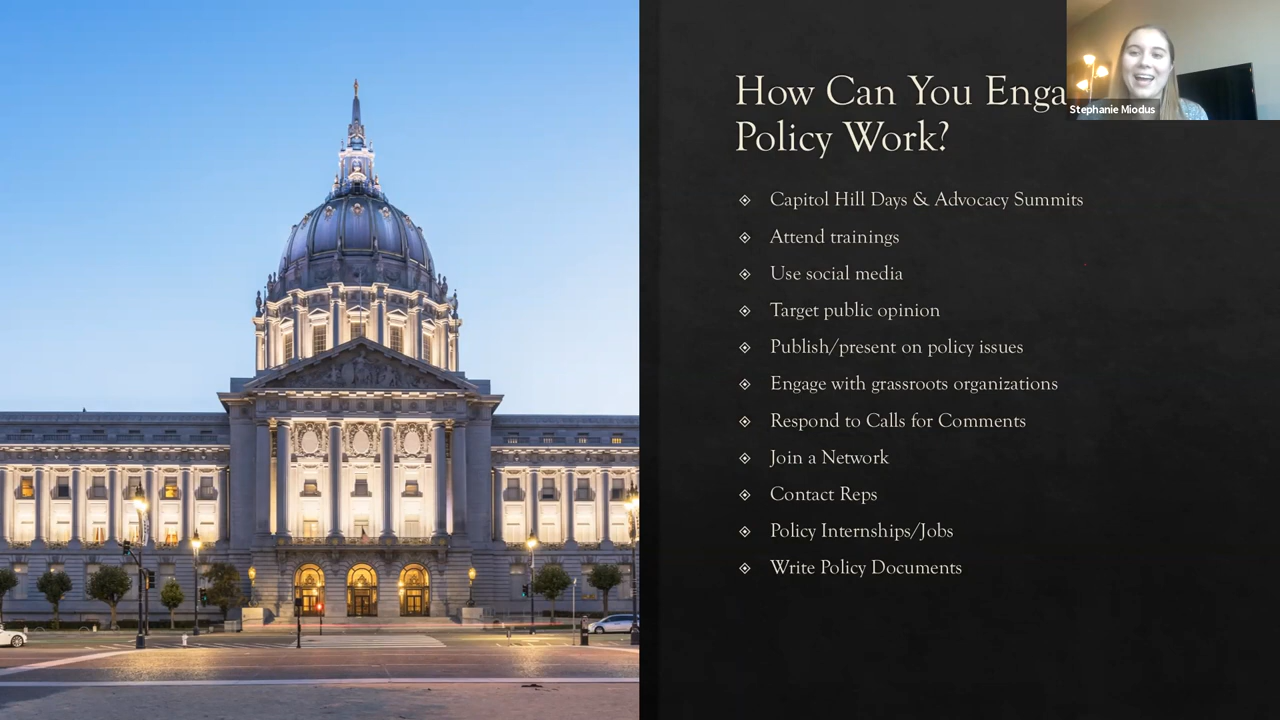 How Can You Enga
Policy Work?
Stephanie Miodus
Capitol Hill Days & Advocacy Summits
Attend trainings
Use social media
Target public opinion
Publish/present on policy issues
Engage with grassroots organizations
Respond to Calls for Comments
Join a Network
Contact Reps
Policy Internships/Jobs
Write Policy Documents